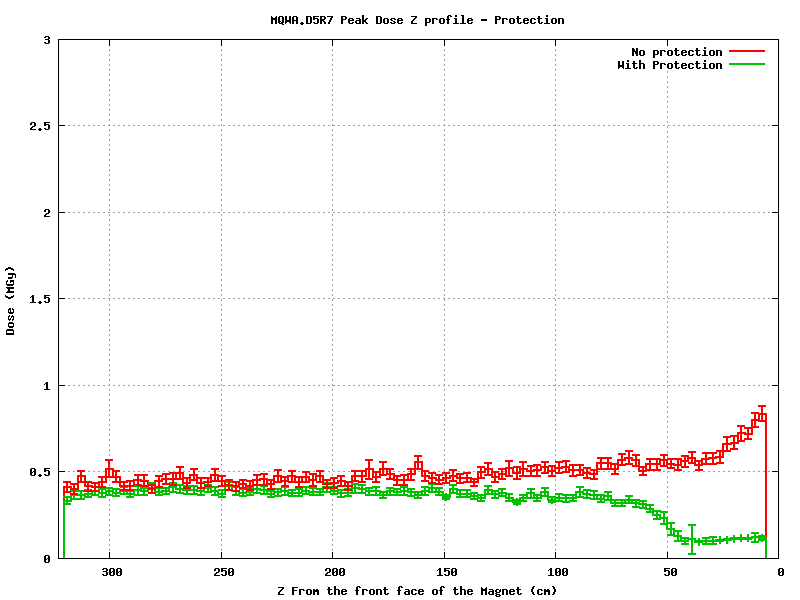 MQWA.D5R7 Peak Dose Z profile - Protection
No protection
With Protection
3
2.5
2
1.5
1
0.5
0
Dose (MGy)
300 250 200 150 100 50 0
Z From the front face of the Magnet (cm)